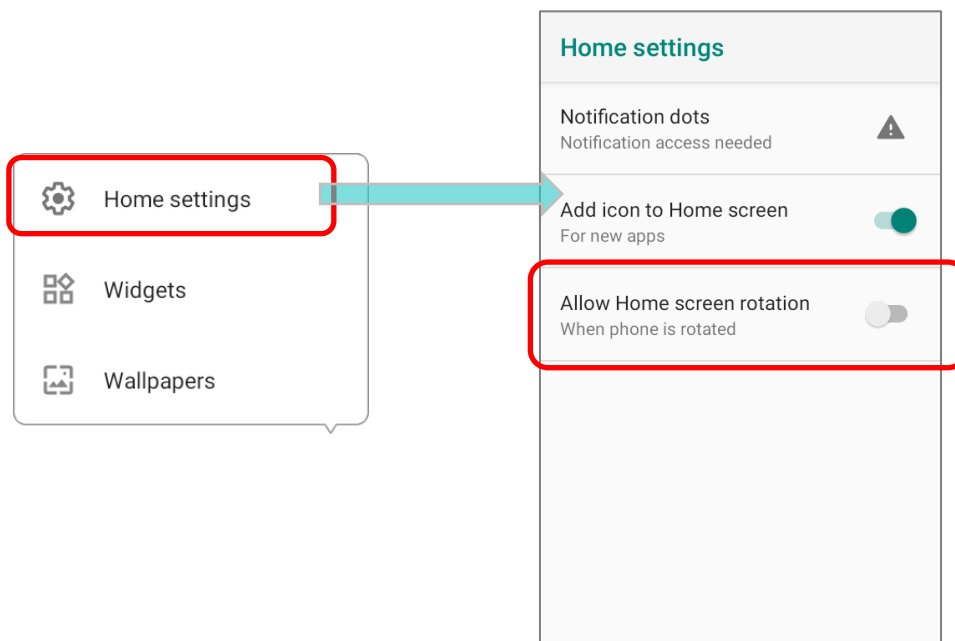 Home settings
Widgets
Wallpapers
Home settings
Notification dots
Notification access needed
Add icon to Home screen
For new apps
Allow Home screen rotation
When phone is rotated